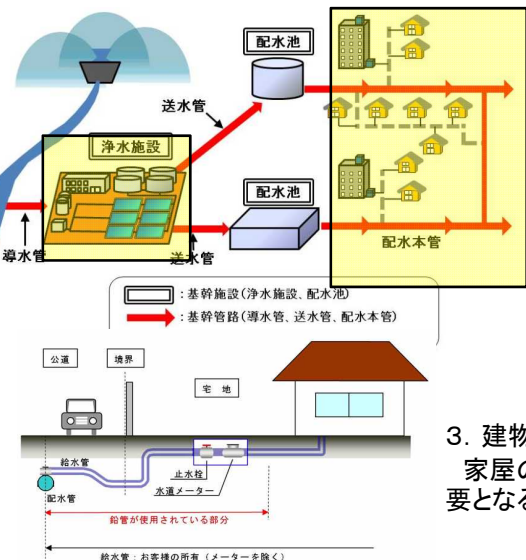 配水池
送水管
浄水施設
配水池
導水管
送水管
配水本管
：基幹施設(浄水施設、配水池)
：基幹管路(導水管、送水管、配水本管)
公道
境界
宅 地
給水管
止水栓
水道メーター
配水管
鉛管が使用されている部分
給水管：お客様の所有（メーターを除く）
3．建物
家屋の
要となる